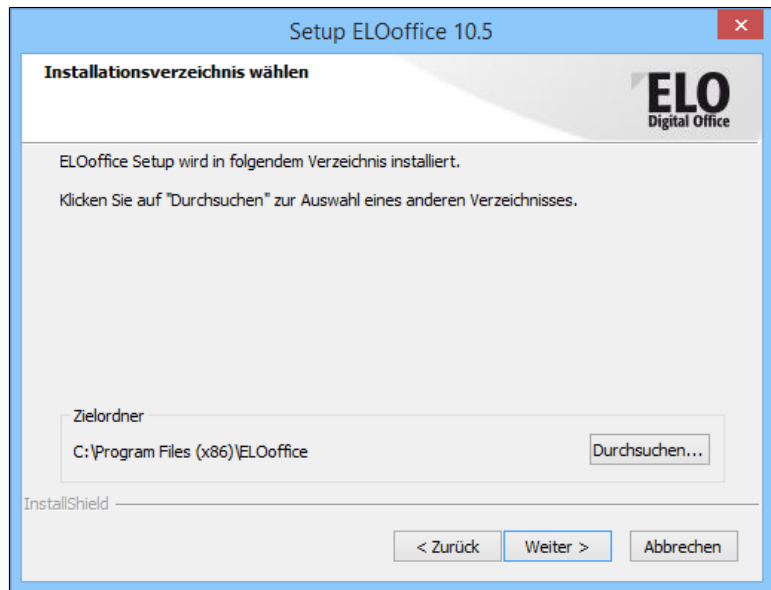 Setup ELOoffice 10.5
Installationsverzeichnis wählen
ELO
Digital Office
ELOoffice Setup wird in folgendem Verzeichnis installiert.
Klicken Sie auf "Durchsuchen" zur Auswahl eines anderen Verzeichnisses.
Zielordner
C:\Program Files (x86)\ELOoffice
Durchsuchen...
InstallShield
< Zurück
Weiter >
Abbrechen